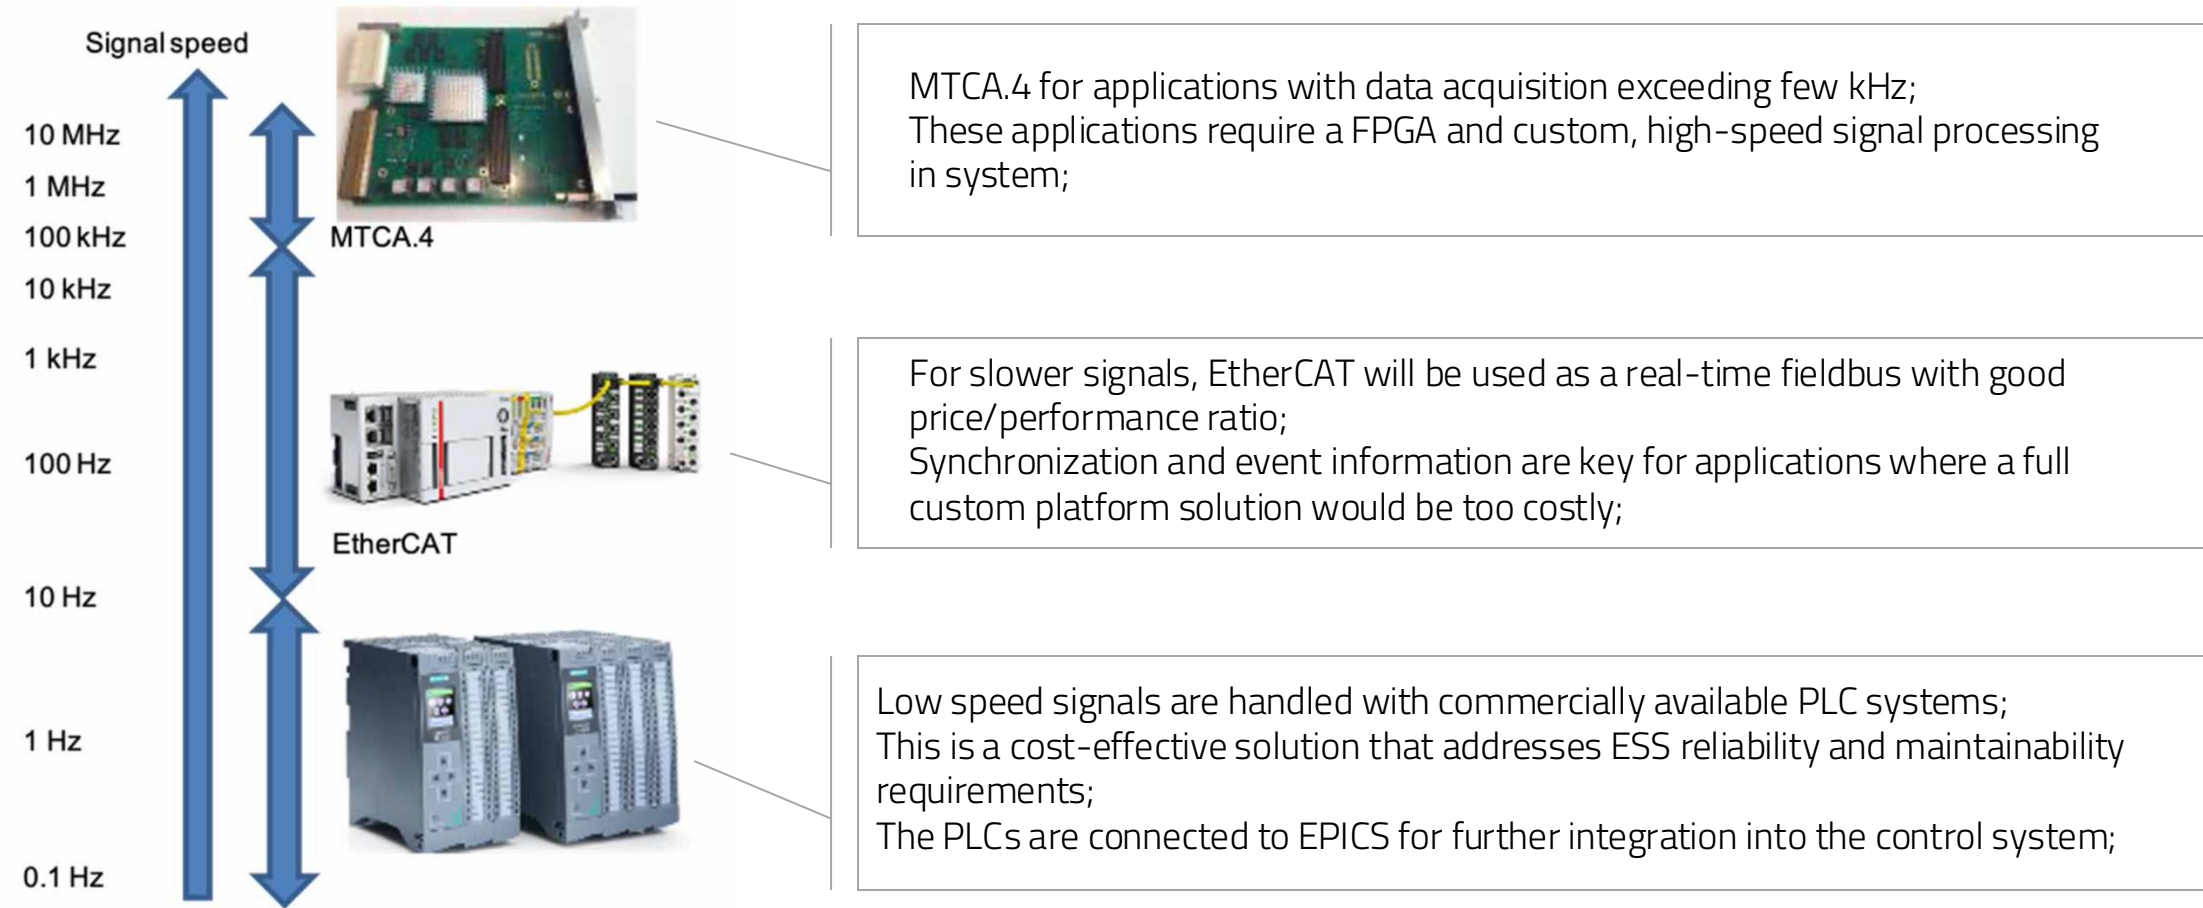 Signal speed
10 MHz
1 MHz
100 kHz
10 kHz
1 kHz
100 Hz
10 Hz
1 Hz
0.1 Hz
MTCA.4
EtherCAT
MTCA.4 for applications with data acquisition exceeding few kHz;
These applications require a FPGA and custom, high-speed signal processing
in system;
For slower signals, EtherCAT will be used as a real-time fieldbus with good
price/performance ratio;
Synchronization and event information are key for applications where a full
custom platform solution would be too costly;
Low speed signals are handled with commercially available PLC systems;
This is a cost-effective solution that addresses ESS reliability and maintainability
requirements;
The PLCs are connected to EPICS for further integration into the control system;